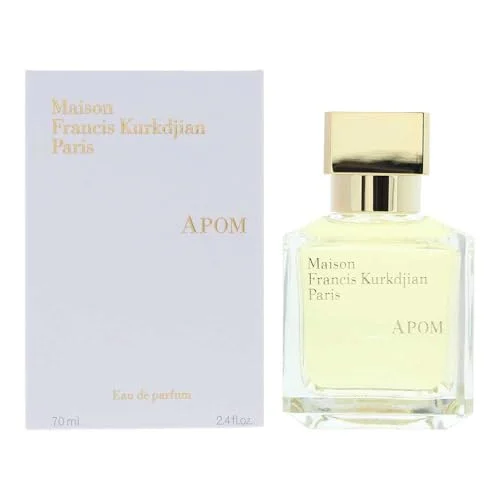 Maison
Francis Kurkdjian
Paris
APOM
Eau de parfum
70 ml
2.4 fl.oz.
Maison
Francis Kurkdjian
Paris
APOM